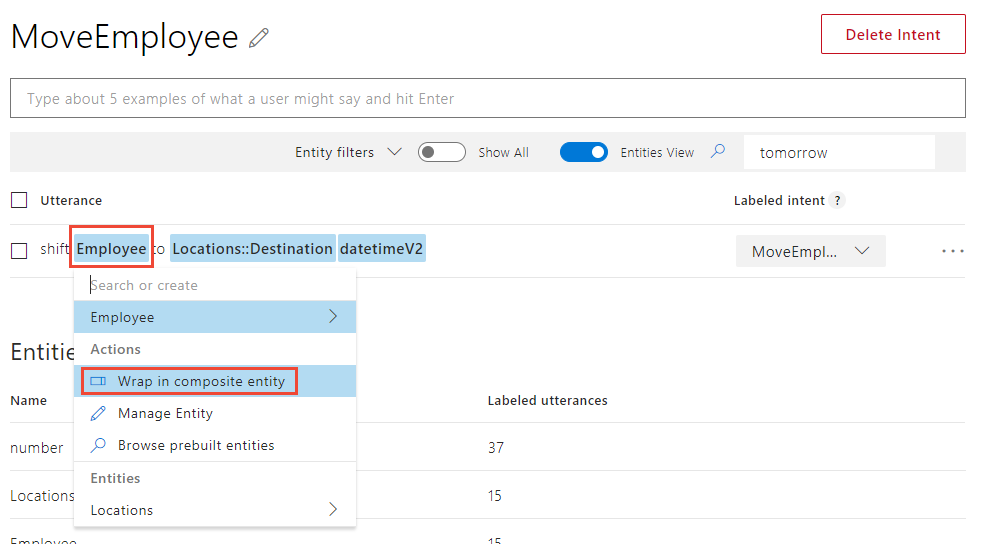 MoveEmployee
Delete Intent
Type about 5 examples of what a user might say and hit Enter
Entity filters Show All Entities View tomorrow
Utterance Labeled intent ?
shift Employee to Locations::Destination datetimeV2 MoveEmpl... ...
Search or create
Employee
Actions
Entitie
Wrap in composite entity
Name Labeled utterances
Manage Entity
number Browse prebuilt entities 37
Entities
Locations 15
Locations
Employee 15